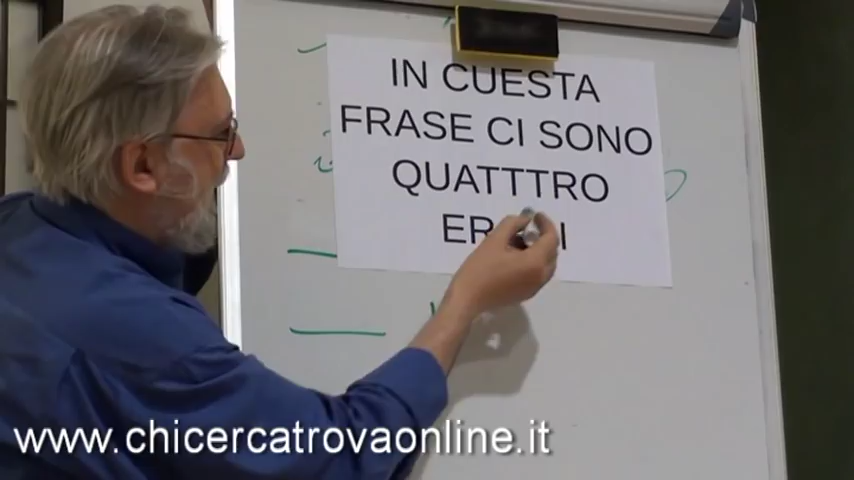 IN CUESTA
FRASE CI SONO
QUATTTRO
www.chicercatrovaonline.it